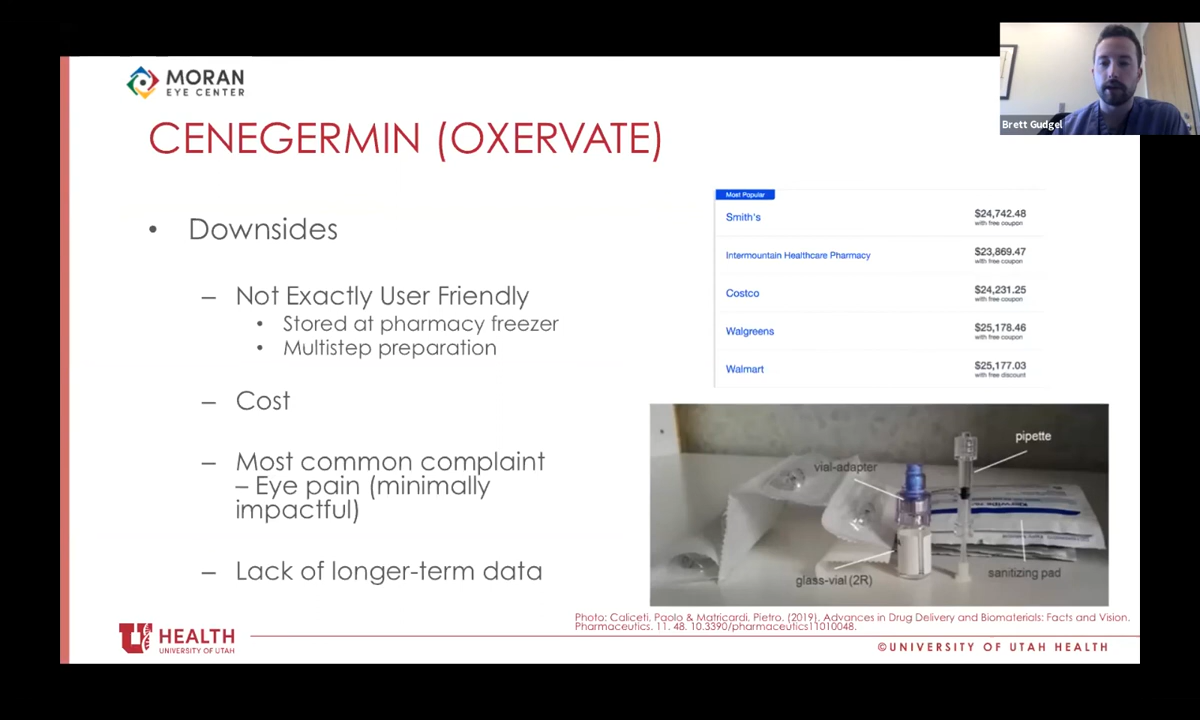 MORAN
EYE CENTER
Brett Gudgel
CENEGERMIN (OXERVATE)
• Downsides
– Not Exactly User Friendly
• Stored at pharmacy freezer
• Multistep preparation
– Cost
– Most common complaint
– Eye pain (minimally
impactful)
– Lack of longer-term data
Most Popular
Smith's $24,742.48
with free coupon
Intermountain Healthcare Pharmacy $23,869.47
with free coupon
Costco $24,231.25
with free coupon
Walgreens $25,178.46
with free coupon
Walmart $25,177.03
with free discount
pipette
vial-adapter
glass-vial (2R)
sanitizing pad
Photo: Caliceti, Paolo & Matricardi, Pietro. (2019). Advances in Drug Delivery and Biomaterials: Facts and Vision.
Pharmaceutics. 11. 48. 10.3390/pharmaceutics11010048.
U HEALTH
UNIVERSITY OF UTAH
©UNIVERSITY OF UTAH HEALTH